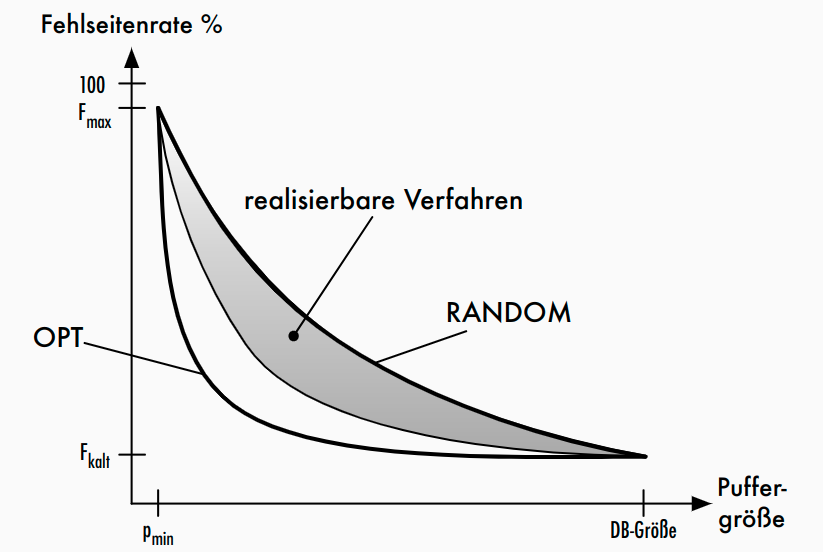 Fehlseitenrate %
100
Fmax
realisierbare Verfahren
RANDOM
OPT
Fkalt
Puffer-
größe
pmin
DB-Größe